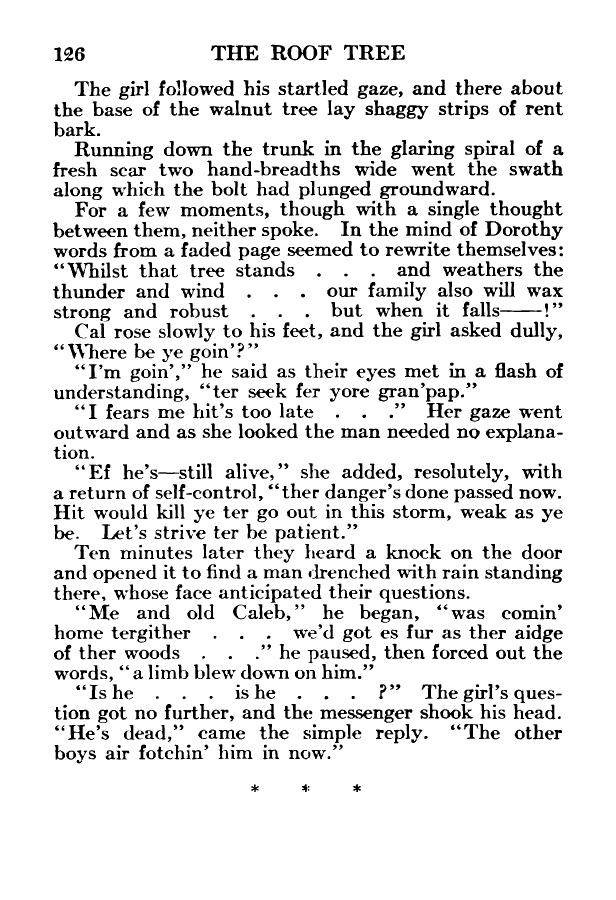 126 THE ROOF TREE
The girl followed his startled gaze, and there about
the base of the walnut tree lay shaggy strips of rent
bark.
Running down the trunk in the glaring spiral of a
fresh scar two hand-breadths wide went the swath
along which the bolt had plunged groundward.
For a few moments, though with a single thought
between them, neither spoke. In the mind of Dorothy
words from a faded page seemed to rewrite themselves:
“Whilst that tree stands . . . and weathers the
thunder and wind . . . our family also will wax
strong and robust . . . but when it falls——!”
Cal rose slowly to his feet, and the girl asked dully,
“Where be ye goin’?”
“I’m goin’,” he said as their eyes met in a flash of
understanding, “ter seek fer yore gran’pap.”
“I fears me hit’s too late . . .” Her gaze went
outward and as she looked the man needed no explana-
tion.
“Ef he’s—still alive,” she added, resolutely, with
a return of self-control, “ther danger’s done passed now.
Hit would kill ye ter go out in this storm, weak as ye
be. Let’s strive ter be patient.”
Ten minutes later they heard a knock on the door
and opened it to find a man drenched with rain standing
there, whose face anticipated their questions.
“Me and old Caleb,” he began, “was comin’
home tergither . . . we’d got es fur as ther aidge
of ther woods . . .” he paused, then forced out the
words, “a limb blew down on him.”
“Is he . . . is he . . . ?” The girl’s ques-
tion got no further, and the messenger shook his head.
“He’s dead,” came the simple reply. “The other
boys air fotchin’ him in now.”
* * *